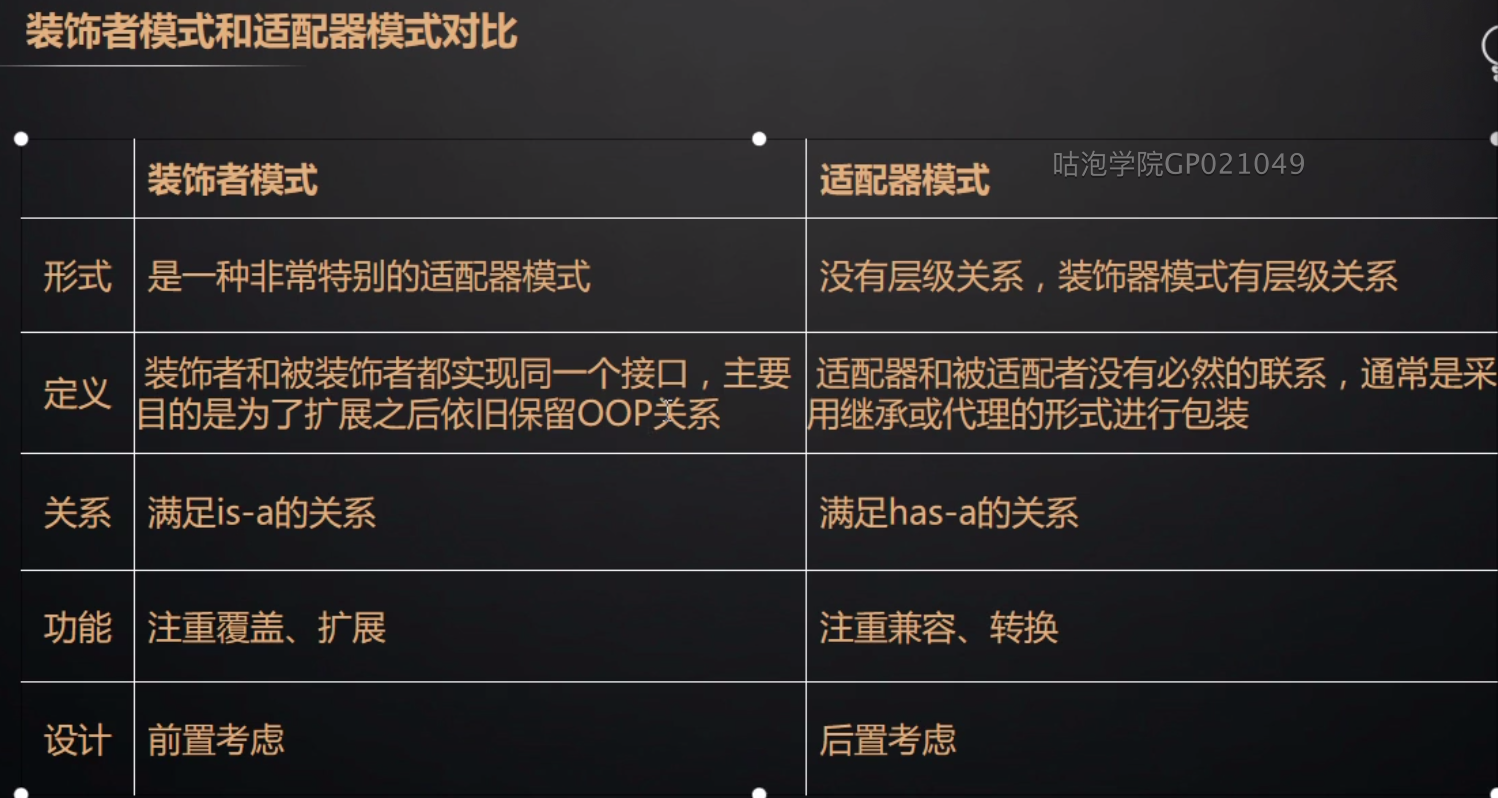 装饰者模式和适配器模式对比
咕泡学院GP021049
装饰者模式
适配器模式
形式
是一种非常特别的适配器模式
没有层级关系，装饰器模式有层级关系
定义
装饰者和被装饰者都实现同一个接口，主要
目的是为了扩展之后依旧保留OOP关系
适配器和被适配者没有必然的联系，通常是采
用继承或代理的形式进行包装
关系
满足is-a的关系
满足has-a的关系
功能
注重覆盖、扩展
注重兼容、转换
设计
前置考虑
后置考虑